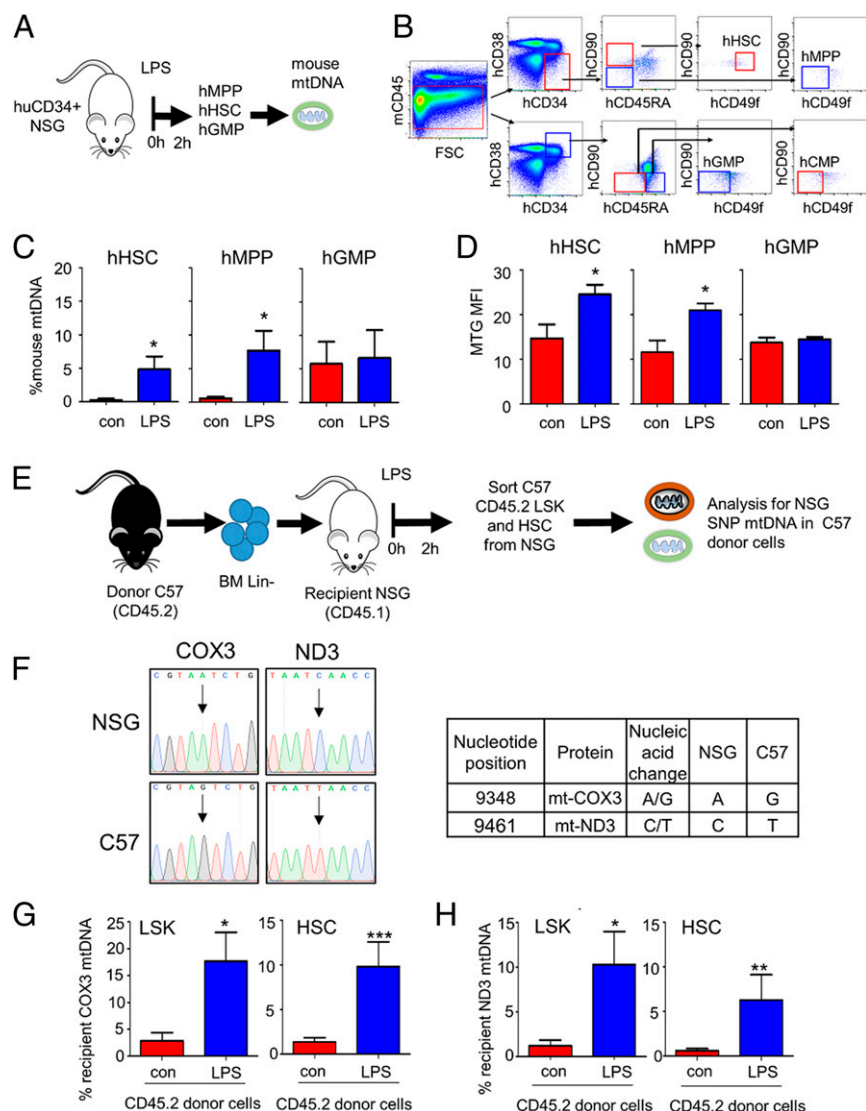 A
huCD34+
NSG
LPS
0h 2h
hMPP
hHSC
hGMP
mouse
mtDNA
B
mCD45
FSC
hCD38
hCD34
hCD90
hCD45RA
hCD90
hHSC
hCD49f
hCD90
hMPP
hCD49f
hCD38
hCD34
hCD90
hCD45RA
hCD90
hGMP
hCD49f
hCD90
hCMP
hCD49f
C
hHSC
hMPP
hGMP
%mouse mtDNA
20
15
10
5
0
*
*
con LPS
con LPS
con LPS
D
hHSC
hMPP
hGMP
MTG MFI
30
20
10
0
*
*
con LPS
con LPS
con LPS
E
Donor C57
(CD45.2)
BM Lin-
Recipient NSG
(CD45.1)
LPS
0h 2h
Sort C57
CD45.2 LSK
and HSC
from NSG
Analysis for NSG
SNP mtDNA in C57
donor cells
F
COX3 ND3
NSG
C G T A A T C T G
T A A T C A A C C
C57
C G T A G T C T G
T A A T T A A C C
Nucleotide position Protein Nucleic acid change NSG C57
9348 mt-COX3 A/G A G
9461 mt-ND3 C/T C T
G
% recipient COX3 mtDNA
LSK
25
20
15
10
5
0
*
con LPS
HSC
15
10
5
0
***
con LPS
CD45.2 donor cells
H
% recipient ND3 mtDNA
LSK
15
10
5
0
*
con LPS
HSC
15
10
5
0
**
con LPS
CD45.2 donor cells